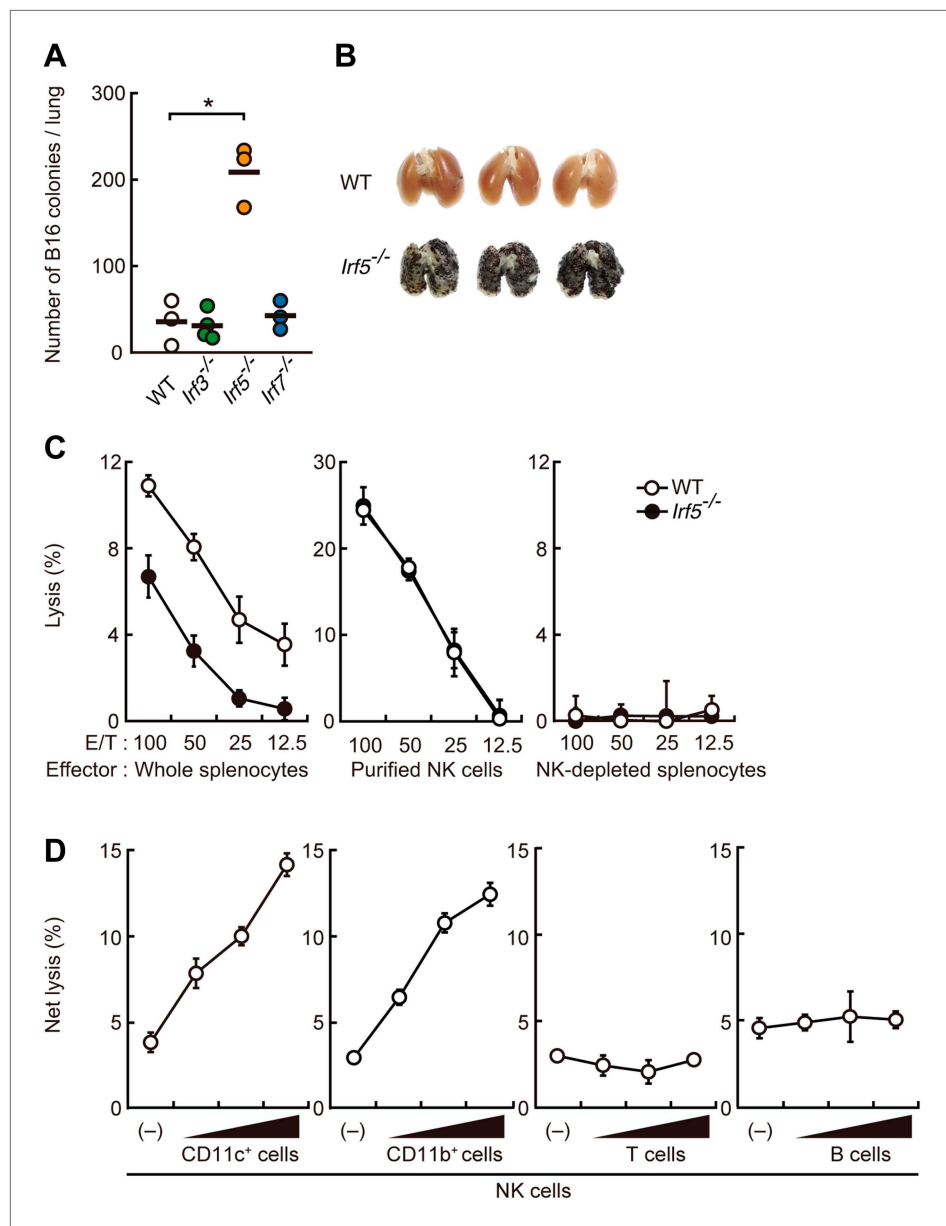 A
Number of B16 colonies / lung
300
200
100
0
*
WT
Irf3-/-
Irf5-/-
Irf7-/-
B
WT
Irf5-/-
C
Lysis (%)
12
8
4
0
E/T : 100 50 25 12.5
Effector : Whole splenocytes
30
20
10
0
100 50 25 12.5
Purified NK cells
12
8
4
0
WT
Irf5-/-
100 50 25 12.5
NK-depleted splenocytes
D
Net lysis (%)
15
10
5
0
(–)
CD11c+ cells
15
10
5
0
(–)
CD11b+ cells
15
10
5
0
(–)
T cells
15
10
5
0
(–)
B cells
NK cells